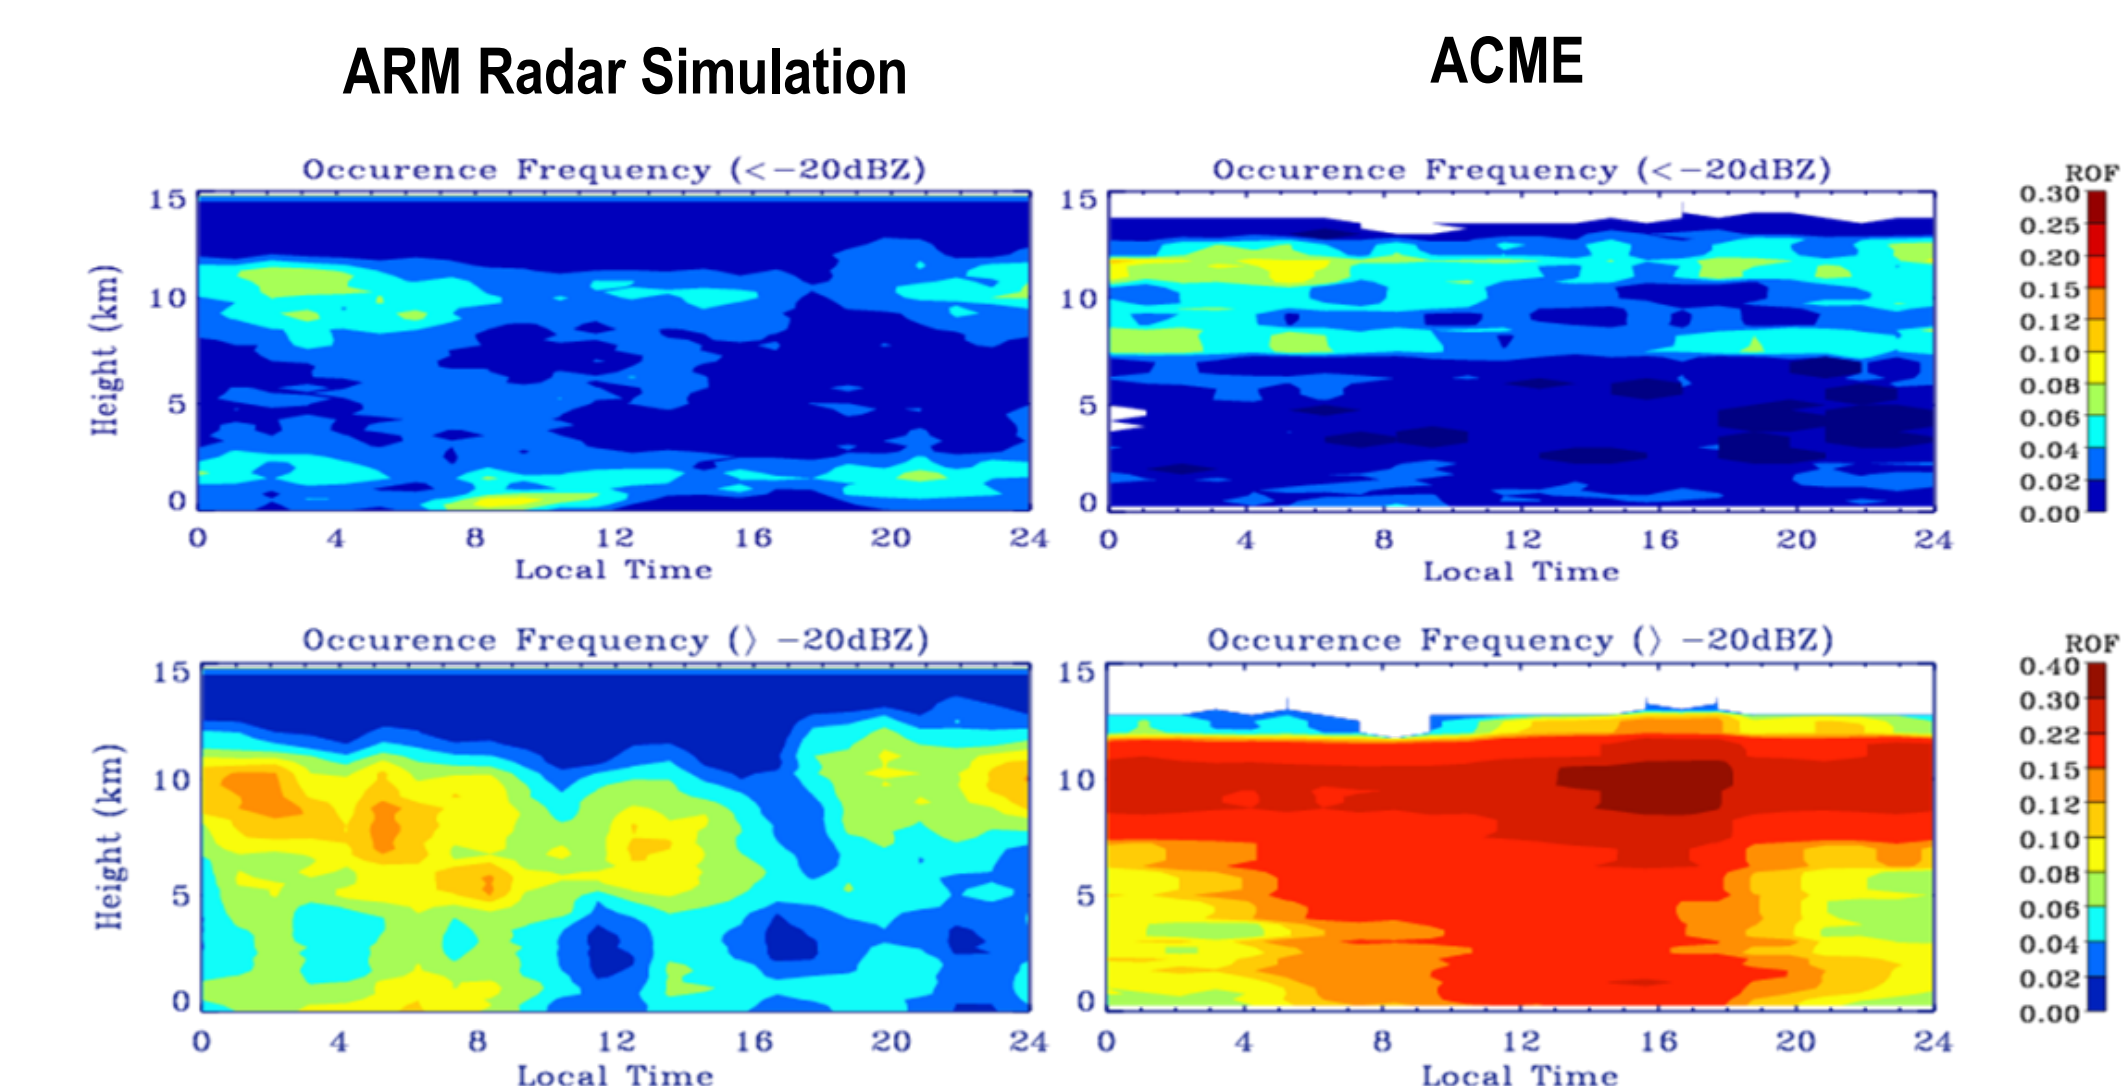 ARM Radar Simulation
ACME
Occurence Frequency (<-20dBZ)
Height (km)
15
10
5
0
0 4 8 12 16 20 24
Local Time
Occurence Frequency (<-20dBZ)
15
10
5
0
0 4 8 12 16 20 24
Local Time
ROF
0.30
0.25
0.20
0.15
0.12
0.10
0.08
0.06
0.04
0.02
0.00
Occurence Frequency (⟩ -20dBZ)
Height (km)
15
10
5
0
0 4 8 12 16 20 24
Local Time
Occurence Frequency (⟩ -20dBZ)
15
10
5
0
0 4 8 12 16 20 24
Local Time
ROF
0.40
0.30
0.22
0.15
0.12
0.10
0.08
0.06
0.04
0.02
0.00